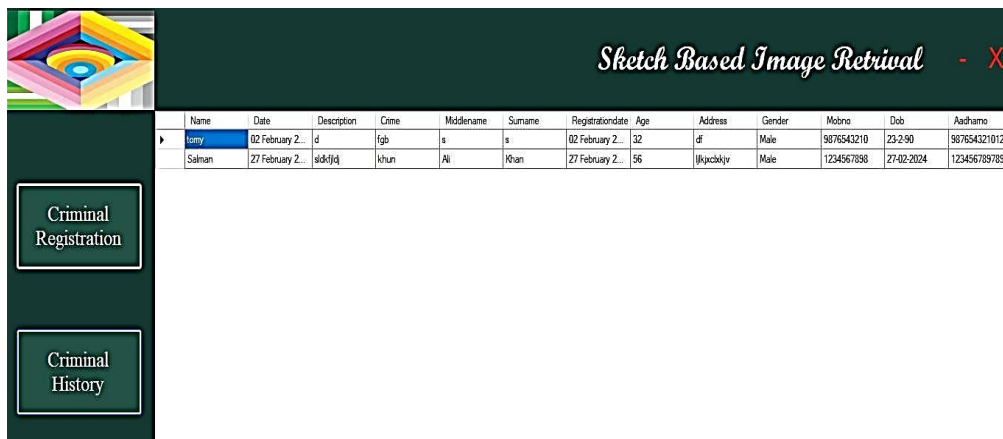 Sketch Based Image Retrival - X
Name Date Description Crime Middlename Surname Registrationdate Age Address Gender Mobno Dob Aadharno
tomy 02 February 2... d fgb s s 02 February 2... 32 df Male 9876543210 23-2-90 987654321012
Salman 27 February 2... sldkfjldj khun Ali Khan 27 February 2... 56 Male 1234567898 27-02-2024 123456789789
Criminal
Registration
Criminal
History